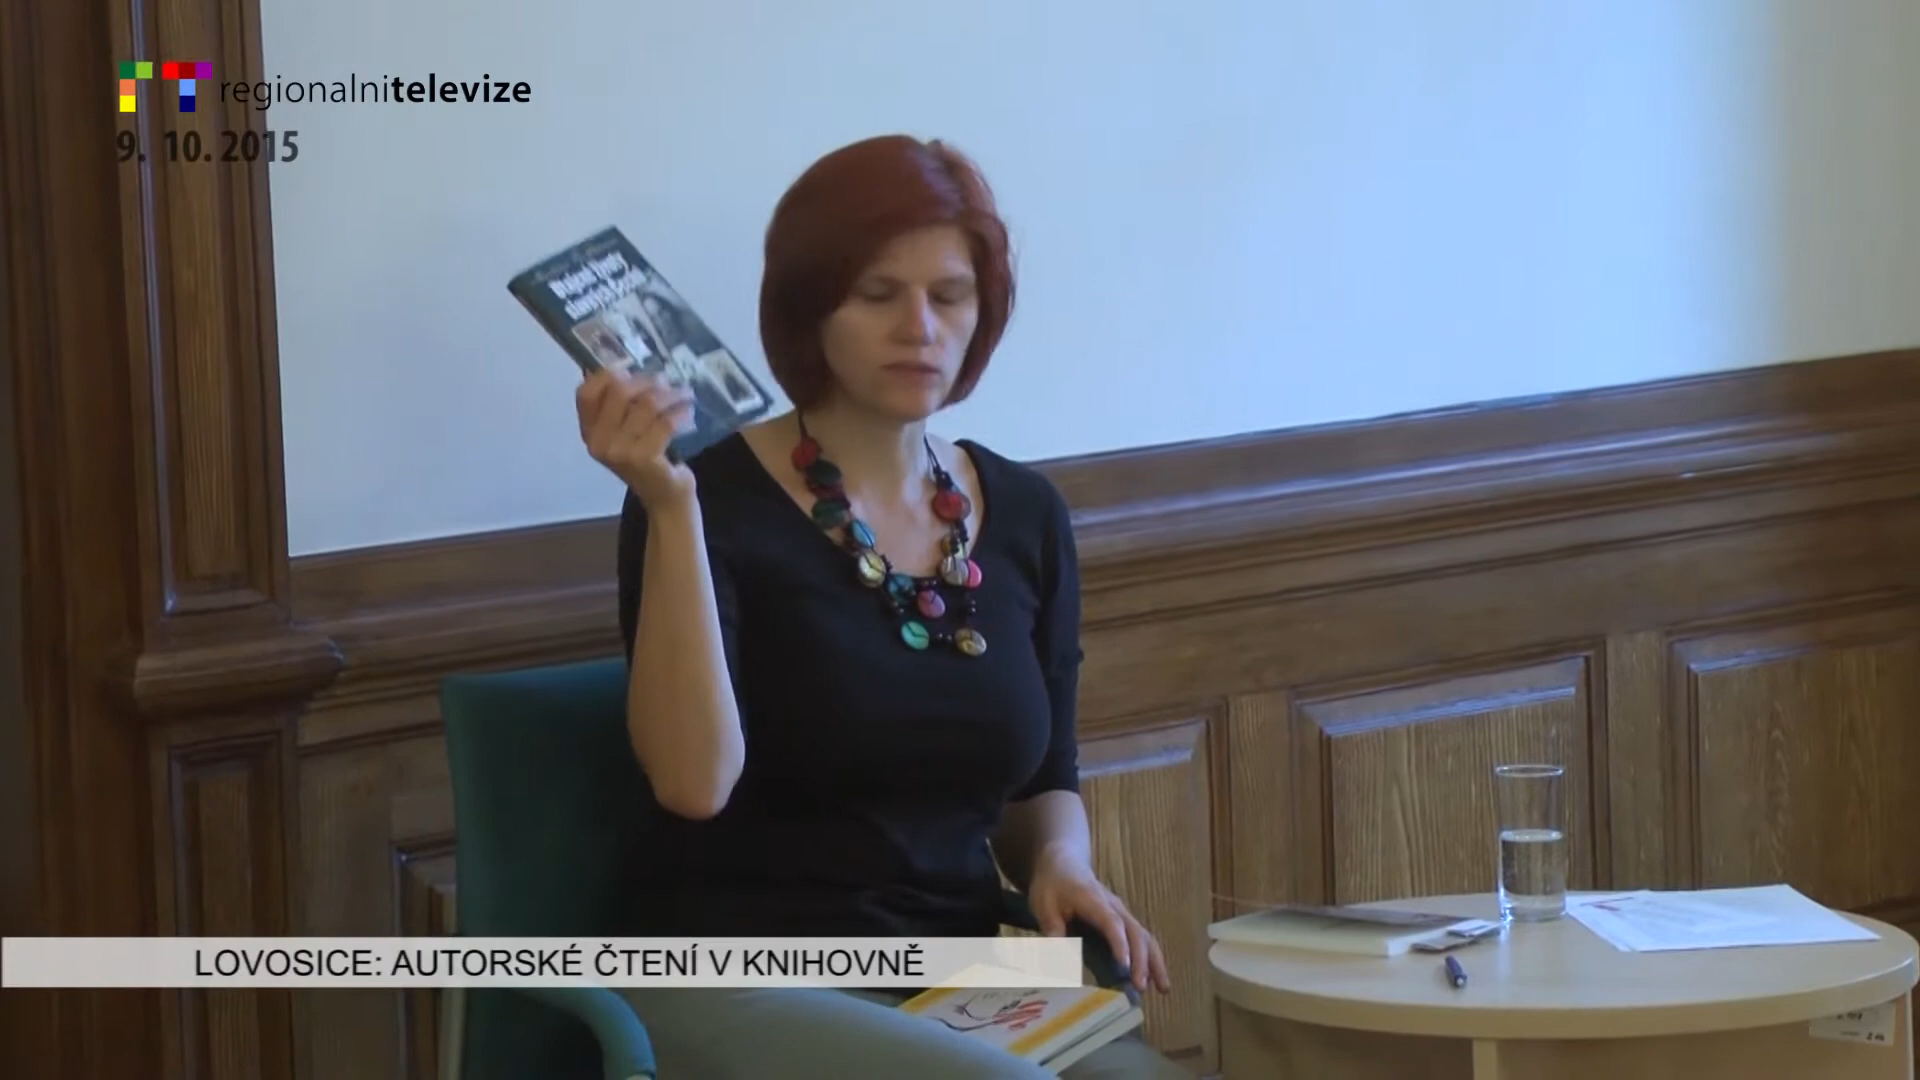 regionalnitelevize
9. 10. 2015
LOVOSICE: AUTORSKÉ ČTENÍ V KNIHOVNĚ